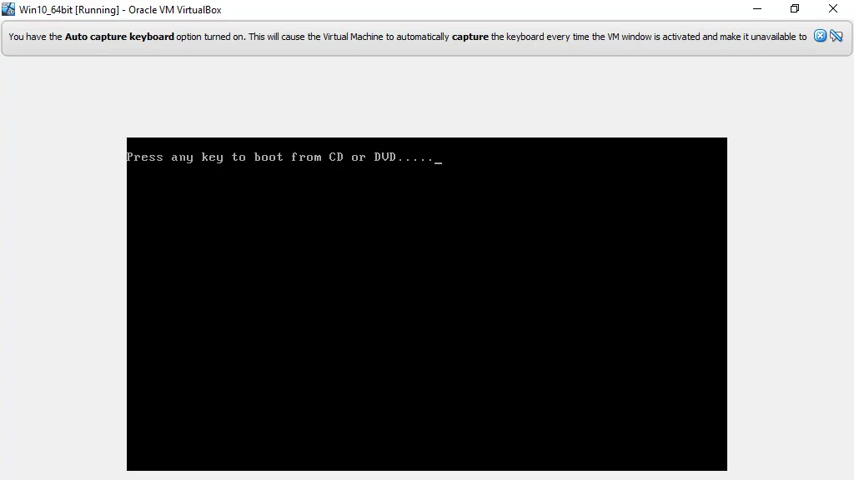 Win10_64bit [Running] - Oracle VM VirtualBox
You have the Auto capture keyboard option turned on. This will cause the Virtual Machine to automatically capture the keyboard every time the VM window is activated and make it unavailable to
Press any key to boot from CD or DVD....._